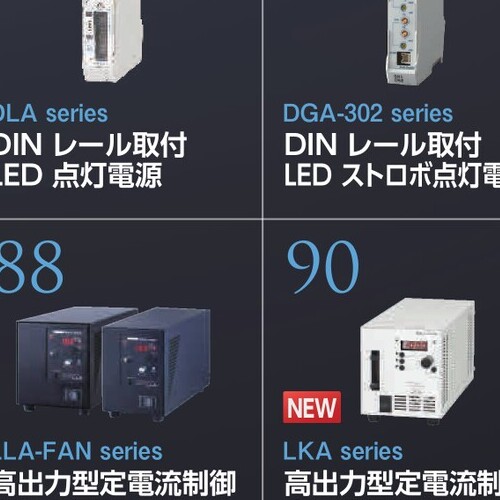 DLA series
DIN レール取付
LED 点灯電源
DGA-302 series
DIN レール取付
LED ストロボ点灯電
88
90
NEW
LLA-FAN series
高出力型定電流制御
LKA series
高出力型定電流制